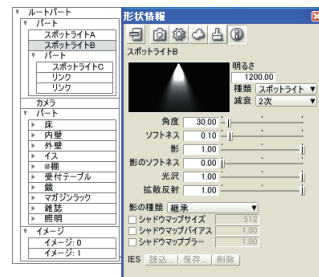 ルートパート
パート
スポットライトA
スポットライトB
パート
スポットライトC
リンク
リンク
カメラ
パート
床
内壁
外壁
イス
本棚
受付テーブル
鏡
マガジンラック
雑誌
照明
イメージ
イメージ: 0
イメージ: 1
形状情報
スポットライトB
明るさ
1200.00
種類 スポットライト
減衰 2次
角度 30.00
ソフトネス 0.10
影 1.00
影のソフトネス 0.00
光沢 1.00
拡散反射 1.00
影の種類 継承
シャドウマップサイズ 512
シャドウマップバイアス 1.00
シャドウマップブラー 1.00
IES 読込... 保存... 削除